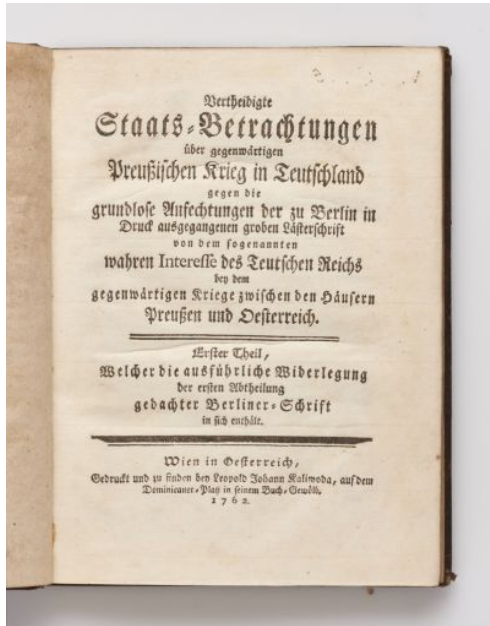 Vertheidigte
Staats-Betrachtungen
über gegenwärtigen
Preußischen Krieg in Teutschland
gegen die
grundlose Anfechtungen der zu Berlin in
Druck ausgegangenen groben Lästerschrift
von dem sogenannten
wahren Interesse des Teutschen Reichs
bey dem
gegenwärtigen Kriege zwischen den Häusern
Preußen und Oesterreich.
Erster Theil,
Welcher die ausführliche Widerlegung
der ersten Abtheilung
gedachter Berliner-Schrift
in sich enthält.
Wien in Oesterreich,
Gedruckt und zu finden bey Leopold Johann Kaliwoda, auf dem
Dominicaner-Platz in seinem Buch-Gewölb.
1762.